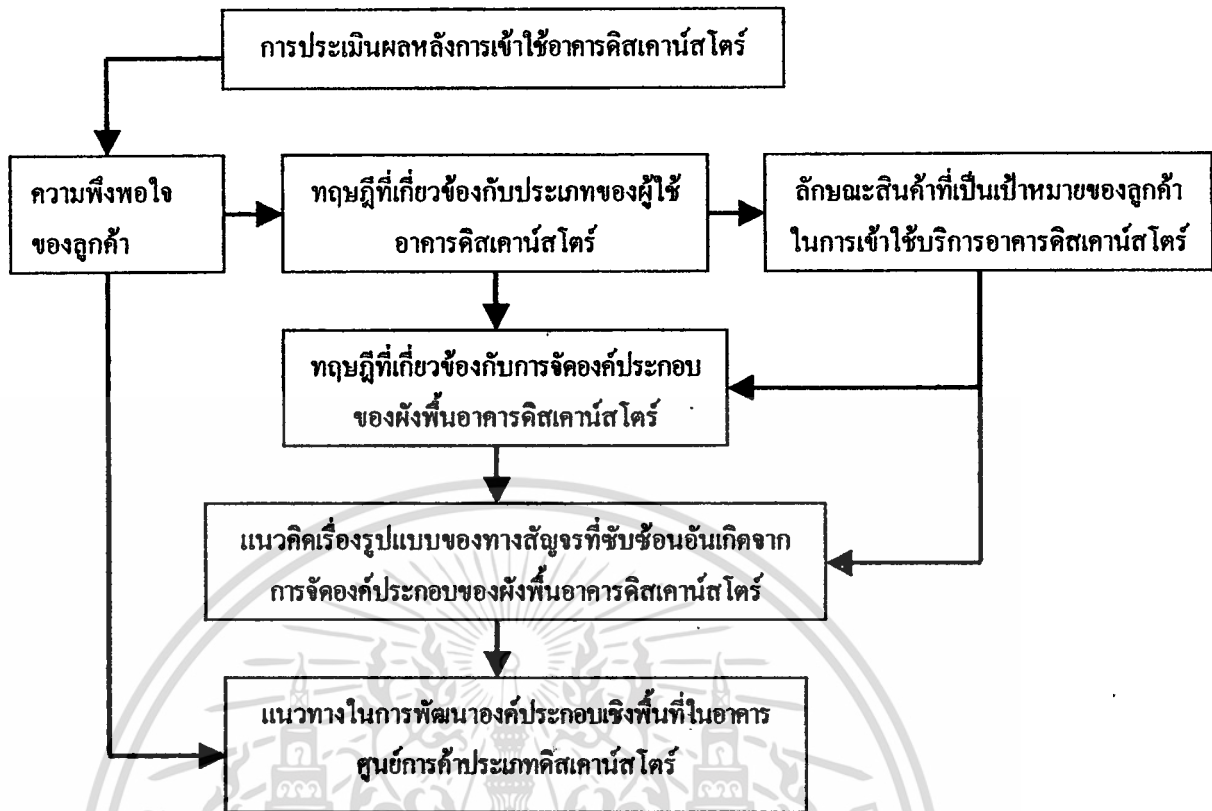 การประเมินผลหลังการเข้าใช้อาคารดิสเคาน์สโตร์
ความพึงพอใจ
ของลูกค้า
ทฤษฎีที่เกี่ยวข้องกับประเภทของผู้ใช้
อาคารดิสเคาน์สโตร์
ลักษณะสินค้าที่เป็นเป้าหมายของลูกค้า
ในการเข้าใช้บริการอาคารดิสเคาน์สโตร์
ทฤษฎีที่เกี่ยวข้องกับการจัดองค์ประกอบ
ของผังพื้นอาคารดิสเคาน์สโตร์
แนวคิดเรื่องรูปแบบของทางสัญจรที่ซับซ้อนอันเกิดจาก
การจัดองค์ประกอบของผังพื้นอาคารดิสเคาน์สโตร์
แนวทางในการพัฒนาองค์ประกอบเชิงพื้นที่ในอาคาร
ศูนย์การค้าประเภทดิสเคาน์สโตร์